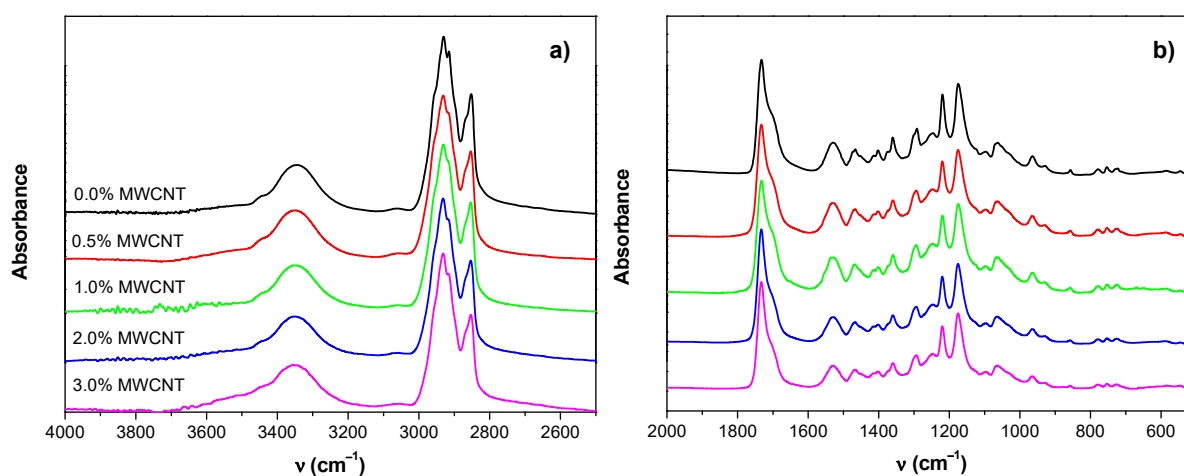 a)
b)
Absorbance
0.0% MWCNT
0.5% MWCNT
1.0% MWCNT
2.0% MWCNT
3.0% MWCNT
4000 3800 3600 3400 3200 3000 2800 2600
ν (cm⁻¹)
Absorbance
2000 1800 1600 1400 1200 1000 800 600
ν (cm⁻¹)